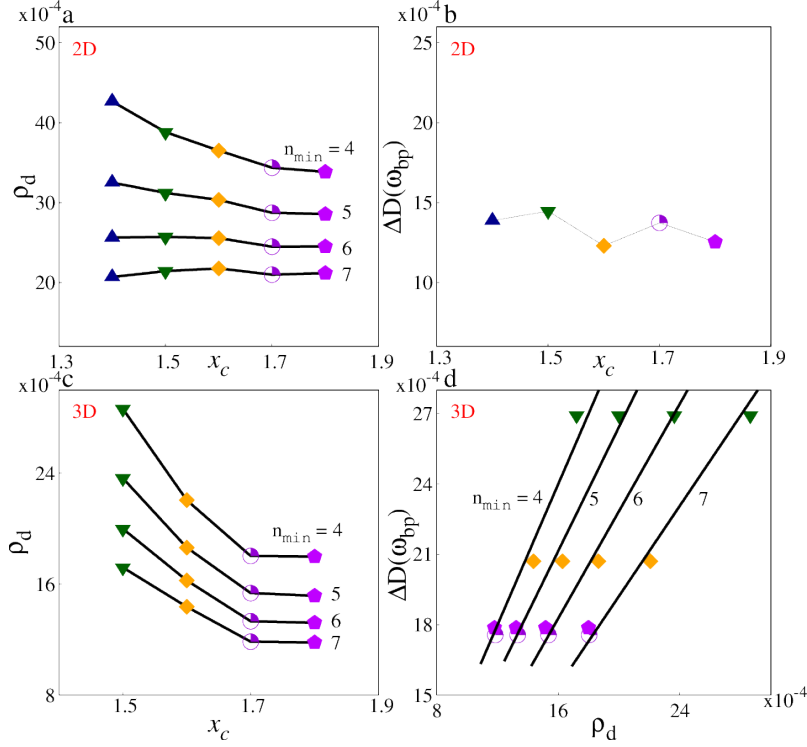 x10⁻⁴ a
50
40
30
20
ρd
2D
nmin = 4
5
6
7
1.3
1.5
1.7
1.9
xc
x10⁻⁴ b
25
20
15
10
ΔD(ωbp)
2D
1.3
1.5
1.7
1.9
xc
x10⁻⁴ c
24
16
8
ρd
3D
nmin = 4
5
6
7
1.5
1.7
1.9
xc
x10⁻⁴ d
27
24
21
18
15
ΔD(ωbp)
3D
nmin = 4
5
6
7
8
16
24
x10⁻⁴
ρd